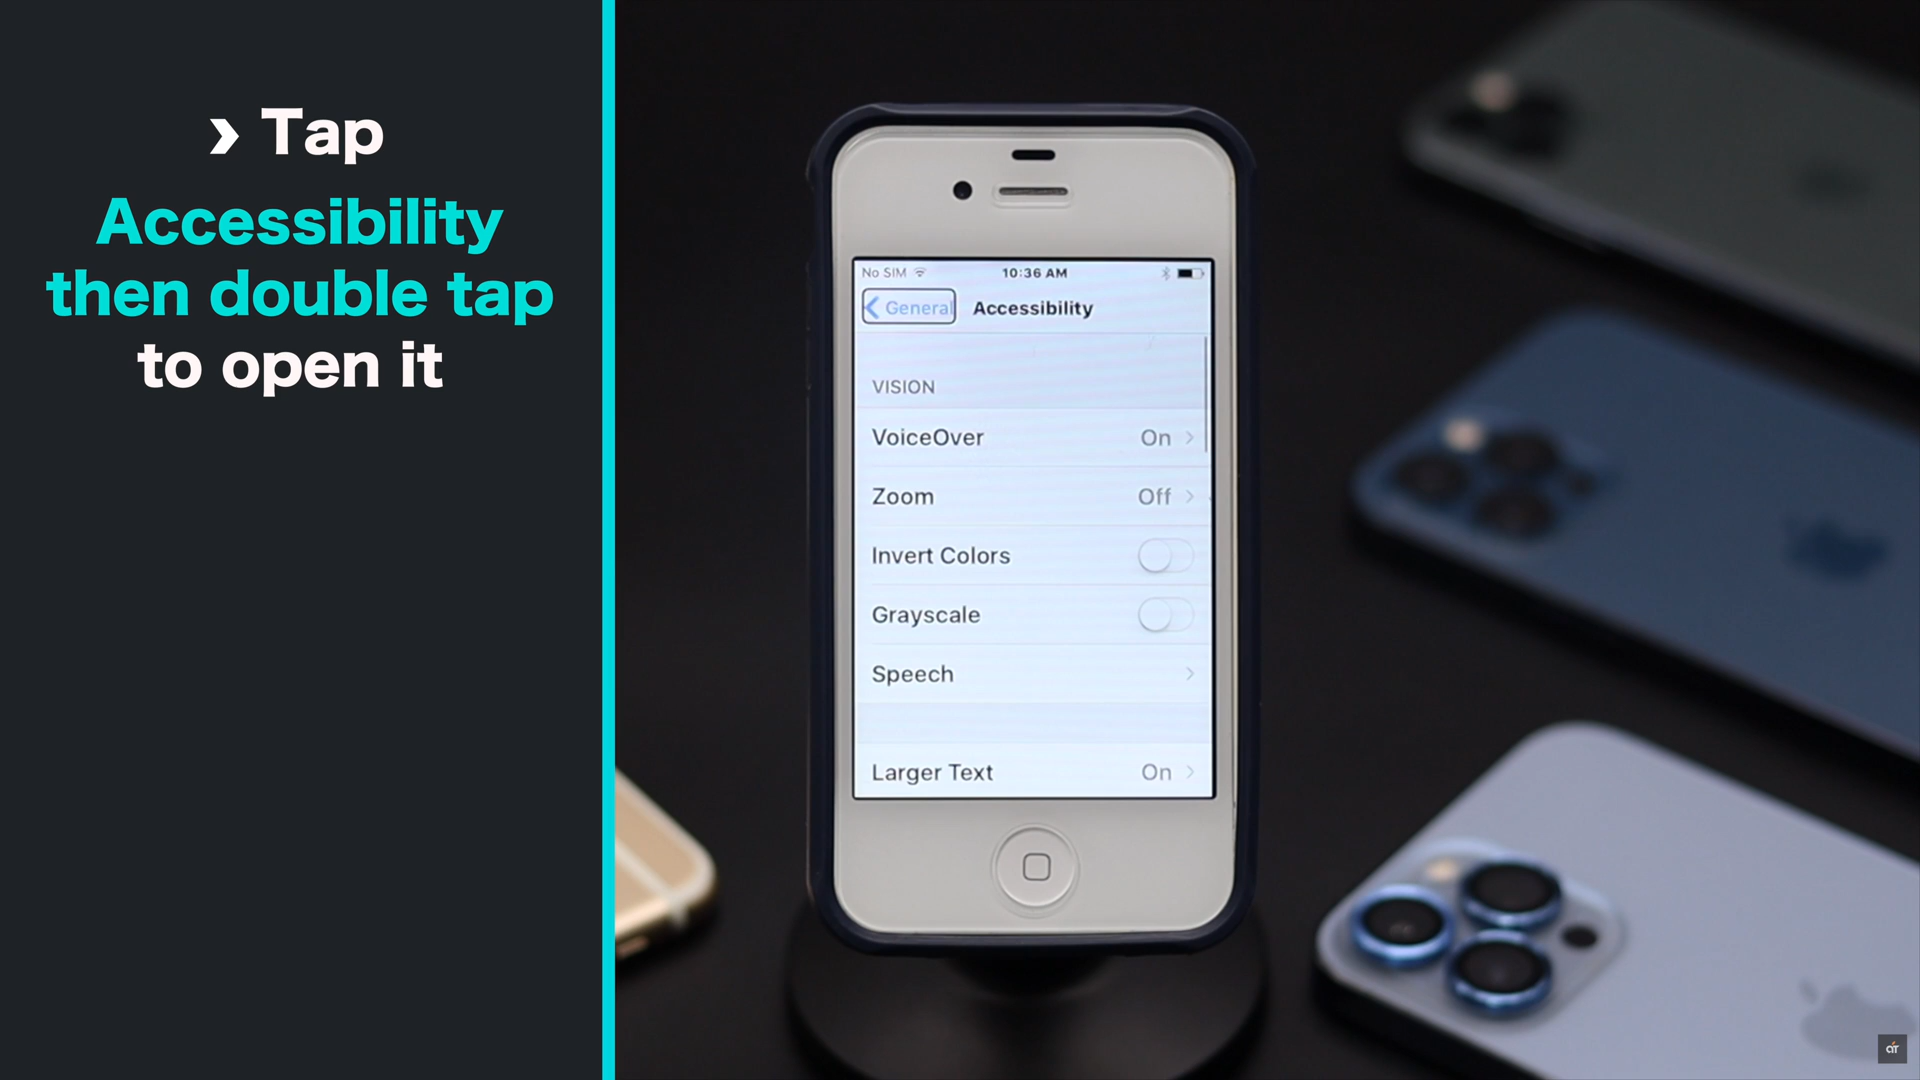 › Tap
Accessibility
then double tap
to open it
No SIM 10:36 AM
General Accessibility
VISION
VoiceOver On
Zoom Off
Invert Colors
Grayscale
Speech
Larger Text On